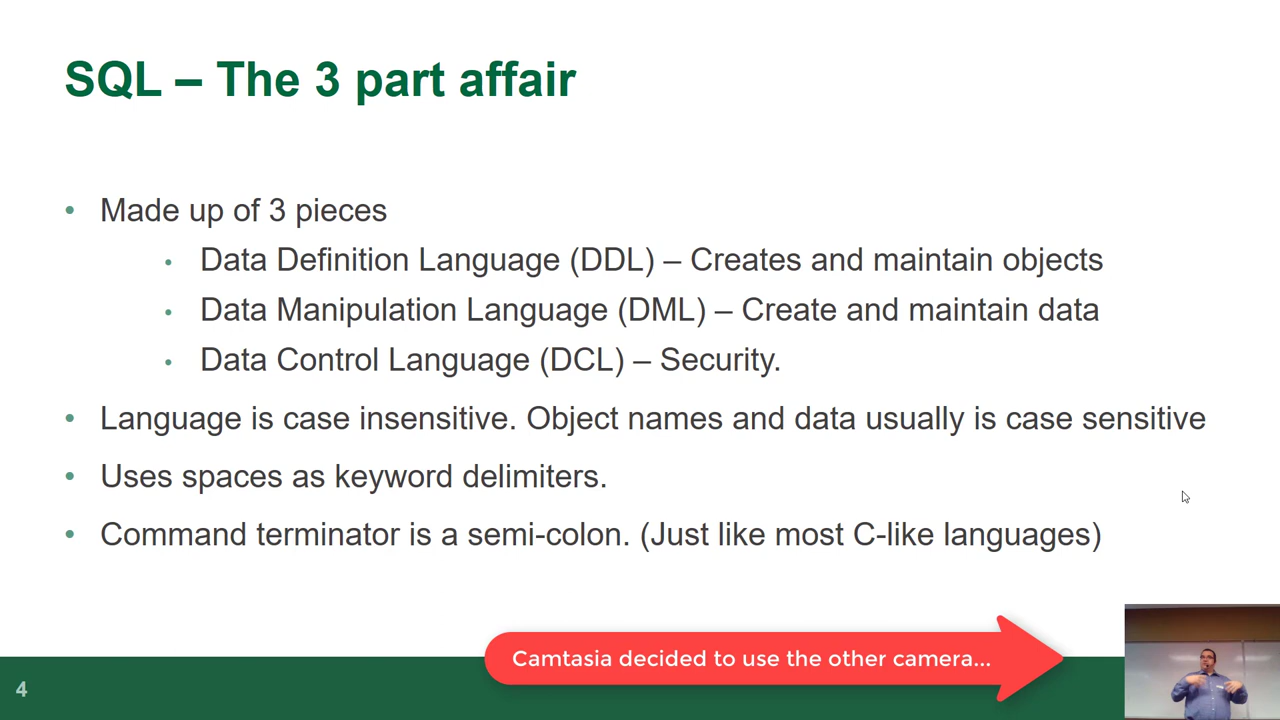 SQL – The 3 part affair
• Made up of 3 pieces
• Data Definition Language (DDL) – Creates and maintain objects
• Data Manipulation Language (DML) – Create and maintain data
• Data Control Language (DCL) – Security.
• Language is case insensitive. Object names and data usually is case sensitive
• Uses spaces as keyword delimiters.
• Command terminator is a semi-colon. (Just like most C-like languages)
Camtasia decided to use the other camera...
4